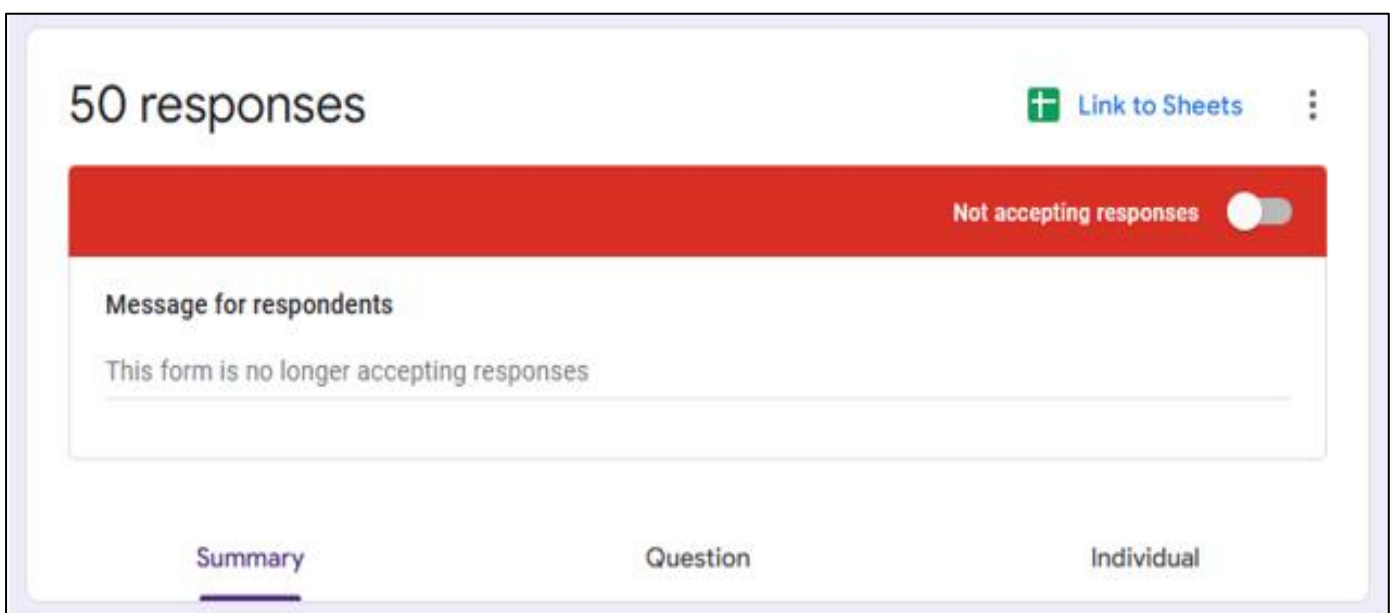 50 responses
Link to Sheets
Not accepting responses
Message for respondents
This form is no longer accepting responses
Summary
Question
Individual